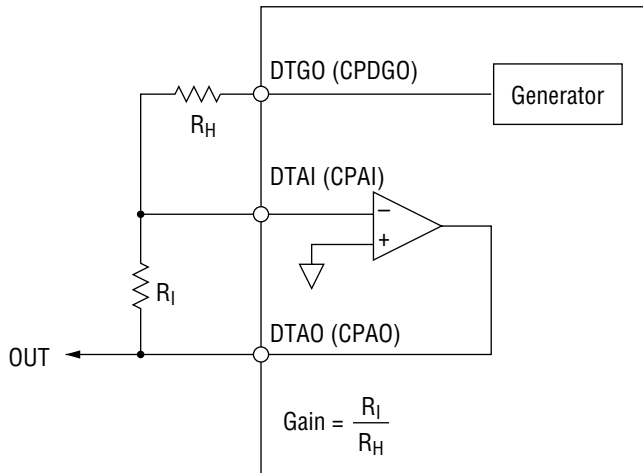 DTGO (CPDGO)
Generator
R_H
DTAI (CPAI)
−
+
R_I
DTAO (CPAO)
OUT
Gain = R_I / R_H